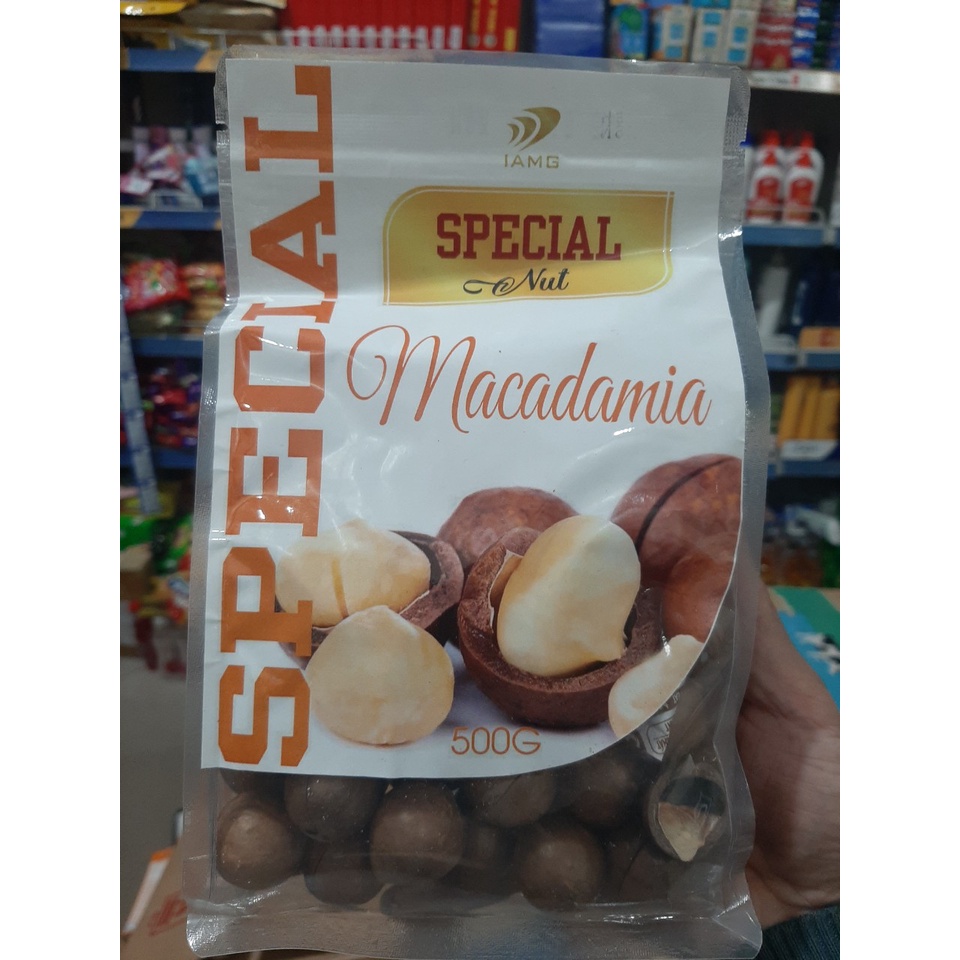 SPECIAL
IAMG
SPECIAL
Nut
Macadamia
500G